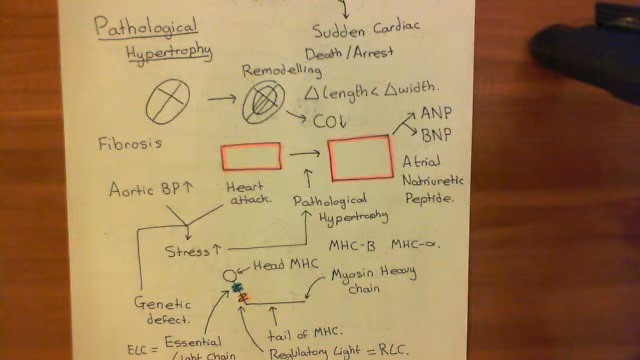 Pathological
Hypertrophy
Sudden Cardiac
Death/Arrest
Remodelling
Δlength < Δwidth.
CO↓
Fibrosis
ANP
BNP
Atrial
Natriuretic
Peptide.
Aortic BP↑
Heart
attack.
Pathological
Hypertrophy
Stress↑
MHC-β MHC-α.
Head MHC
Myosin Heavy
chain
Genetic
defect.
tail of MHC.
ELC = Essential
Light Chain
Regulatory Light = RLC.